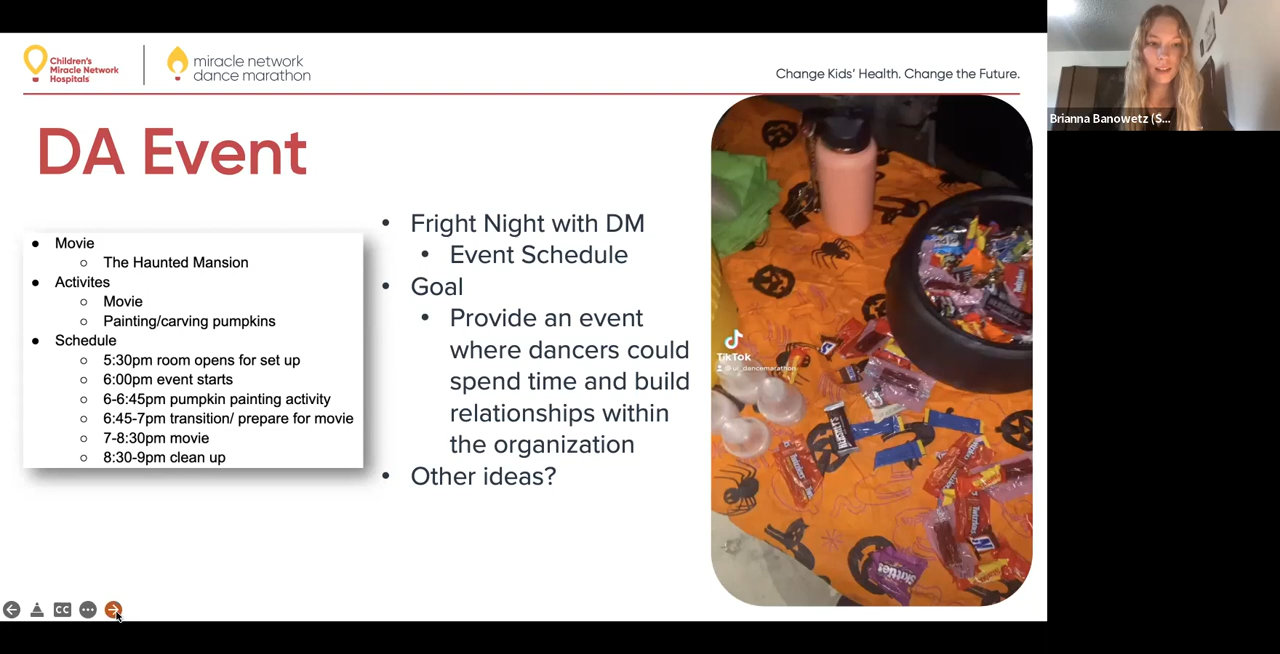 Children's
Miracle Network
Hospitals
miracle network
dance marathon
Change Kids' Health. Change the Future.
Brianna Banowetz (S...
DA Event
Movie
The Haunted Mansion
Activites
Movie
Painting/carving pumpkins
Schedule
5:30pm room opens for set up
6:00pm event starts
6-6:45pm pumpkin painting activity
6:45-7pm transition/ prepare for movie
7-8:30pm movie
8:30-9pm clean up
Fright Night with DM
Event Schedule
Goal
Provide an event
where dancers could
spend time and build
relationships within
the organization
Other ideas?
TikTok
@ui_dancemarathon
HERSHEY'S
Twizzlers
Skittles
CC